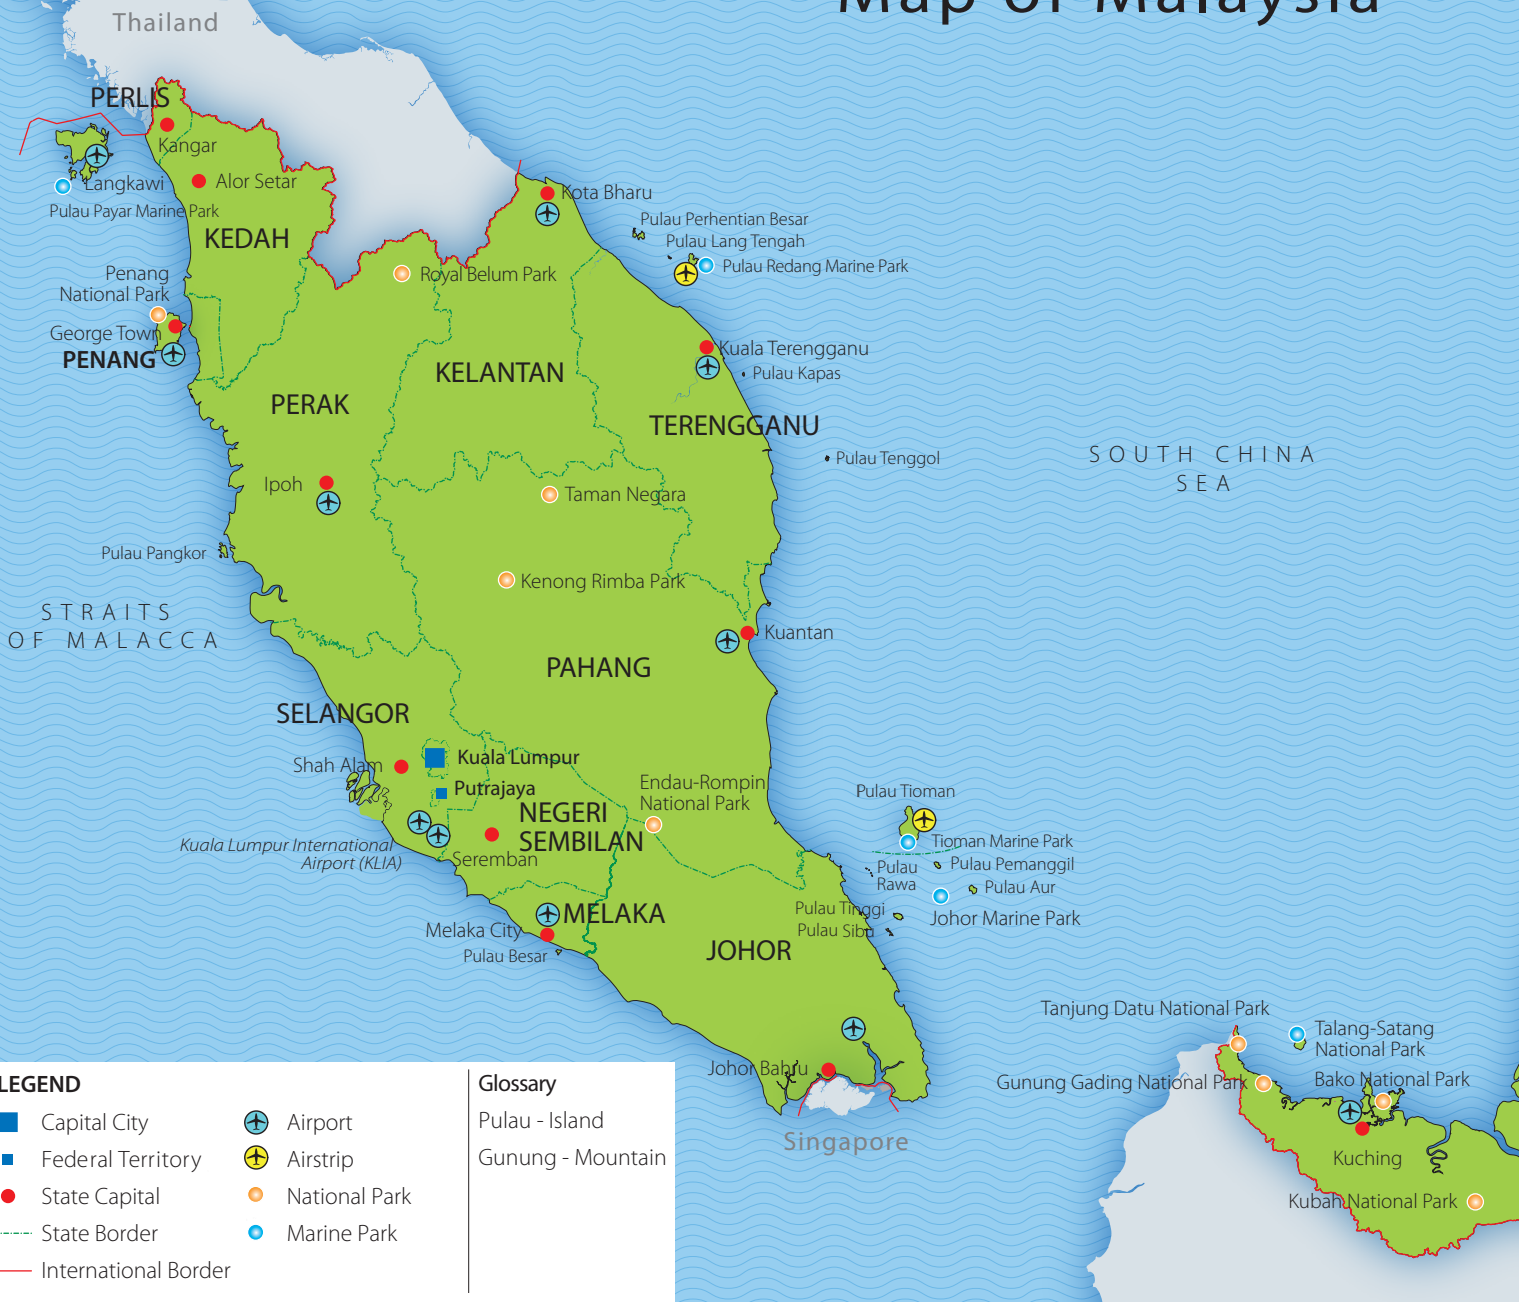 Map of Malaysia
Thailand
PERLIS
Kangar
Langkawi
Alor Setar
Pulau Payar Marine Park
KEDAH
Kota Bharu
Pulau Perhentian Besar
Pulau Lang Tengah
Pulau Redang Marine Park
Penang
National Park
Royal Belum Park
George Town
PENANG
Kuala Terengganu
Pulau Kapas
KELANTAN
PERAK
TERENGGANU
Pulau Tenggol
SOUTH CHINA
SEA
Ipoh
Taman Negara
Pulau Pangkor
Kenong Rimba Park
STRAITS
OF MALACCA
Kuantan
PAHANG
SELANGOR
Shah Alam
Kuala Lumpur
Putrajaya
Endau-Rompin
National Park
Pulau Tioman
NEGERI
SEMBILAN
Kuala Lumpur International
Airport (KLIA)
Seremban
Tioman Marine Park
Pulau Pemanggil
Pulau
Rawa
Pulau Aur
Pulau Tinggi
Johor Marine Park
Pulau Sibu
MELAKA
Melaka City
Pulau Besar
JOHOR
Tanjung Datu National Park
Talang-Satang
National Park
Johor Bahru
Gunung Gading National Park
Bako National Park
Singapore
Kuching
Kubah National Park
LEGEND
Capital City
Federal Territory
State Capital
State Border
International Border
Airport
Airstrip
National Park
Marine Park
Glossary
Pulau - Island
Gunung - Mountain